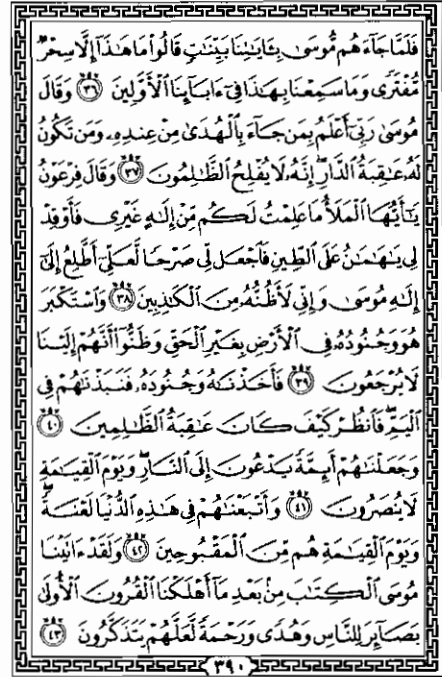 فَلَمَّا جَآءَهُم مُّوسَىٰ بِـَٔايَـٰتِنَا بَيِّنَـٰتٍ قَالُوا۟ مَا هَـٰذَآ إِلَّا سِحْرٌ
مُّفْتَرًى وَمَا سَمِعْنَا بِهَـٰذَا فِىٓ ءَابَآئِنَا ٱلْأَوَّلِينَ ٣٦ وَقَالَ
مُوسَىٰ رَبِّىٓ أَعْلَمُ بِمَن جَآءَ بِٱلْهُدَىٰ مِنْ عِندِهِۦ وَمَن تَكُونُ
لَهُۥ عَـٰقِبَةُ ٱلدَّارِ ۖ إِنَّهُۥ لَا يُفْلِحُ ٱلظَّـٰلِمُونَ ٣٧ وَقَالَ فِرْعَوْنُ
يَـٰٓأَيُّهَا ٱلْمَلَأُ مَا عَلِمْتُ لَكُم مِّنْ إِلَـٰهٍ غَيْرِى فَأَوْقِدْ
لِى يَـٰهَـٰمَـٰنُ عَلَى ٱلطِّينِ فَٱجْعَل لِّى صَرْحًا لَّعَلِّىٓ أَطَّلِعُ إِلَىٰٓ
إِلَـٰهِ مُوسَىٰ وَإِنِّى لَأَظُنُّهُۥ مِنَ ٱلْكَـٰذِبِينَ ٣٨ وَٱسْتَكْبَرَ
هُوَ وَجُنُودُهُۥ فِى ٱلْأَرْضِ بِغَيْرِ ٱلْحَقِّ وَظَنُّوٓا۟ أَنَّهُمْ إِلَيْنَا
لَا يُرْجَعُونَ ٣٩ فَأَخَذْنَـٰهُ وَجُنُودَهُۥ فَنَبَذْنَـٰهُمْ فِى
ٱلْيَمِّ ۖ فَٱنظُرْ كَيْفَ كَانَ عَـٰقِبَةُ ٱلظَّـٰلِمِينَ ٤٠
وَجَعَلْنَـٰهُمْ أَئِمَّةً يَدْعُونَ إِلَى ٱلنَّارِ ۖ وَيَوْمَ ٱلْقِيَـٰمَةِ
لَا يُنصَرُونَ ٤١ وَأَتْبَعْنَـٰهُمْ فِى هَـٰذِهِ ٱلدُّنْيَا لَعْنَةً ۖ
وَيَوْمَ ٱلْقِيَـٰمَةِ هُم مِّنَ ٱلْمَقْبُوحِينَ ٤٢ وَلَقَدْ ءَاتَيْنَا
مُوسَى ٱلْكِتَـٰبَ مِنۢ بَعْدِ مَآ أَهْلَكْنَا ٱلْقُرُونَ ٱلْأُولَىٰ
بَصَآئِرَ لِلنَّاسِ وَهُدًى وَرَحْمَةً لَّعَلَّهُمْ يَتَذَكَّرُونَ ٤٣
٣٩٠